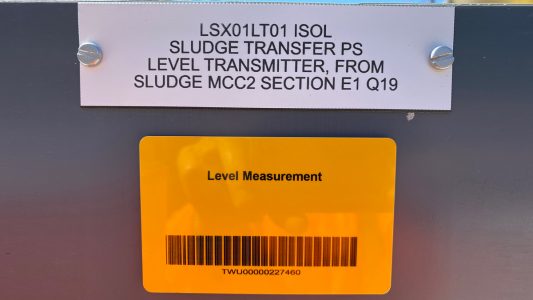 LSX01LT01 ISOL
SLUDGE TRANSFER PS
LEVEL TRANSMITTER, FROM
SLUDGE MCC2 SECTION E1 Q19
Level Measurement
TWU00000227460